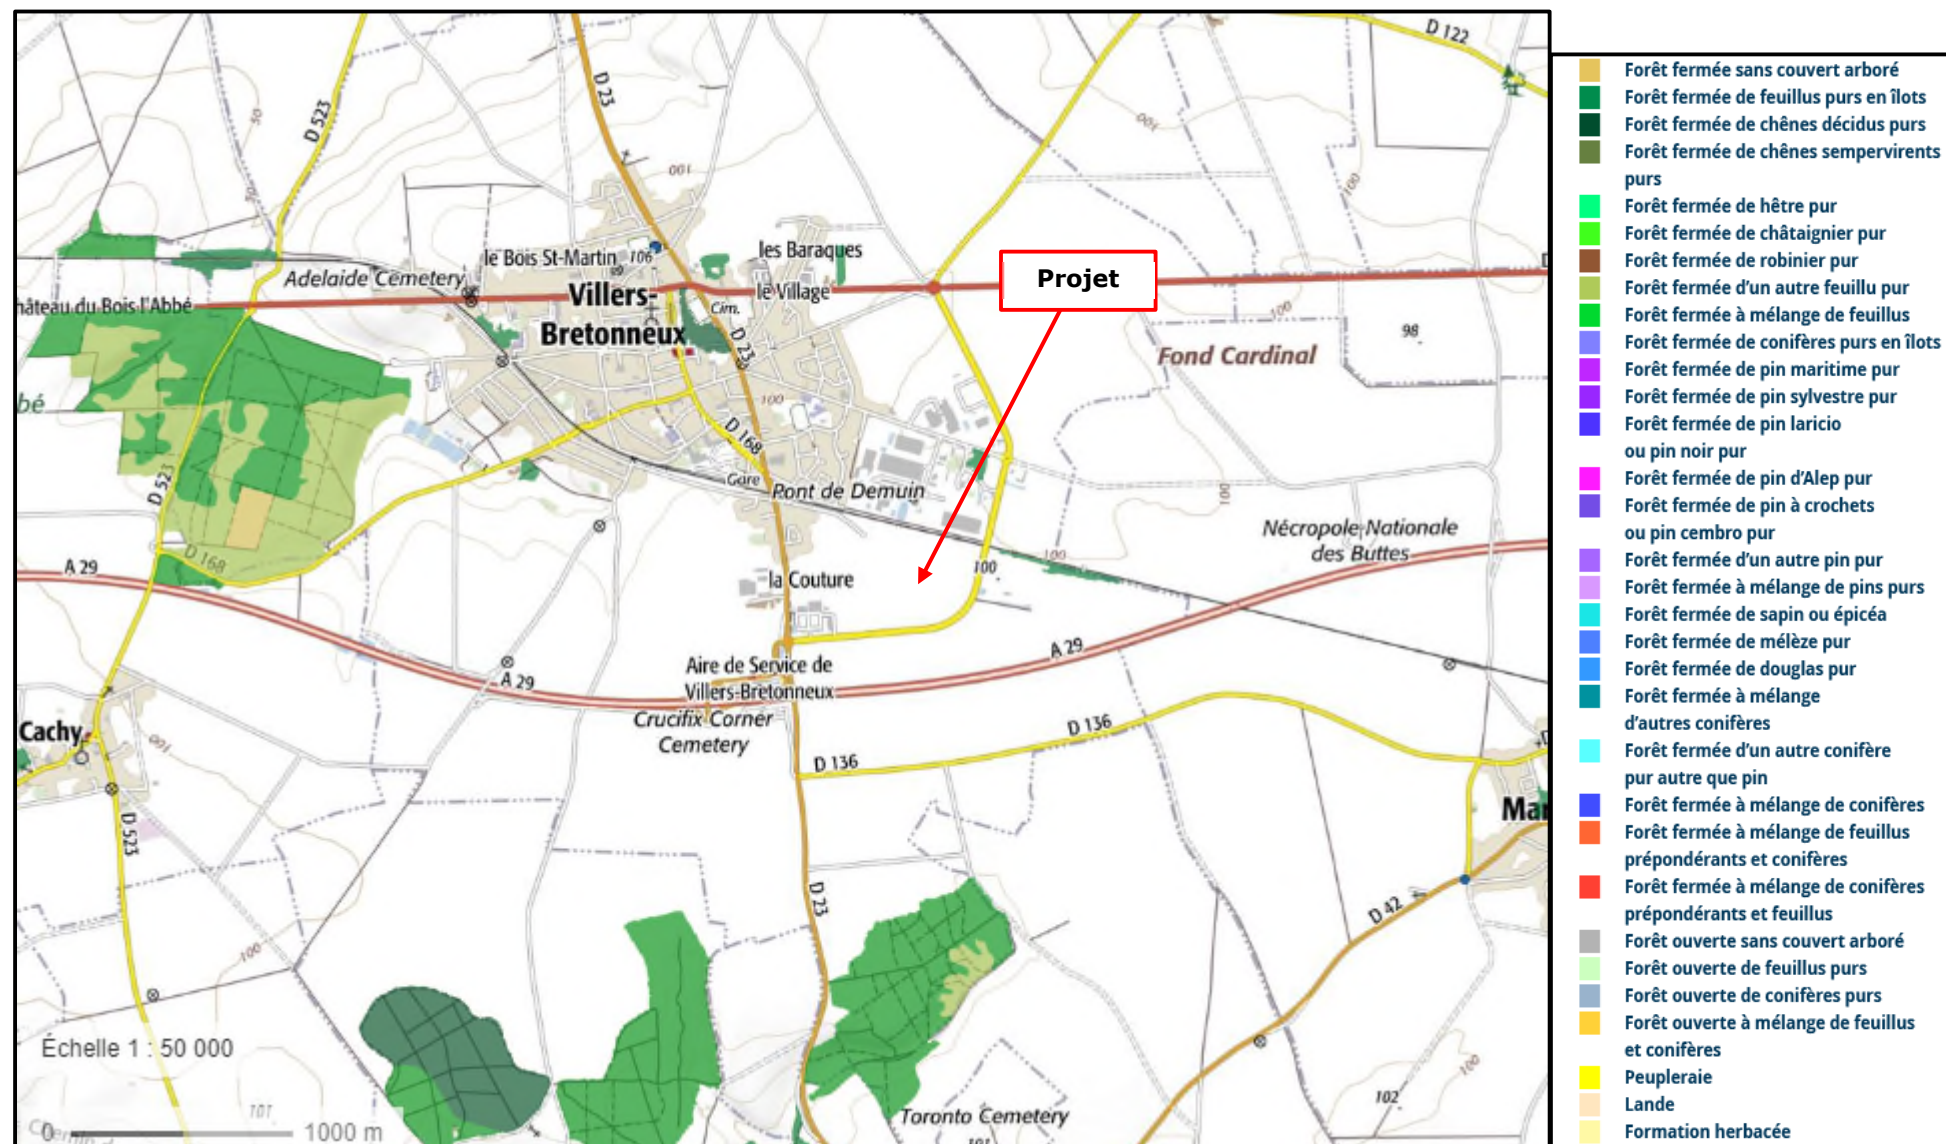 D 122
D 23
D 523
50
100
001
50
100
les Baraques
le Bois St-Martin
106
Adelaide Cemetery
Projet
le Village
Villers-
Château du Bois l'Abbé
Cim.
100
98
Bretonneux
D 23
Fond Cardinal
bé
100
D 168
D 523
Gare
Pont de Demuin
100
Nécropole Nationale
des Buttes
D 168
100
A 29
la Couture
100
A 29
Aire de Service de
Villers-Bretonneux
A 29
Crucifix Corner
Cemetery
D 136
Cachy
001
D 136
D 523
Mar
D 23
D 42
100
Échelle 1 : 50 000
100
102
101
Toronto Cemetery
101
0
1000 m
Forêt fermée sans couvert arboré
Forêt fermée de feuillus purs en îlots
Forêt fermée de chênes décidus purs
Forêt fermée de chênes sempervirents
purs
Forêt fermée de hêtre pur
Forêt fermée de châtaignier pur
Forêt fermée de robinier pur
Forêt fermée d'un autre feuillu pur
Forêt fermée à mélange de feuillus
Forêt fermée de conifères purs en îlots
Forêt fermée de pin maritime pur
Forêt fermée de pin sylvestre pur
Forêt fermée de pin laricio
ou pin noir pur
Forêt fermée de pin d'Alep pur
Forêt fermée de pin à crochets
ou pin cembro pur
Forêt fermée d'un autre pin pur
Forêt fermée à mélange de pins purs
Forêt fermée de sapin ou épicéa
Forêt fermée de mélèze pur
Forêt fermée de douglas pur
Forêt fermée à mélange
d'autres conifères
Forêt fermée d'un autre conifère
pur autre que pin
Forêt fermée à mélange de conifères
Forêt fermée à mélange de feuillus
prépondérants et conifères
Forêt fermée à mélange de conifères
prépondérants et feuillus
Forêt ouverte sans couvert arboré
Forêt ouverte de feuillus purs
Forêt ouverte de conifères purs
Forêt ouverte à mélange de feuillus
et conifères
Peupleraie
Lande
Formation herbacée